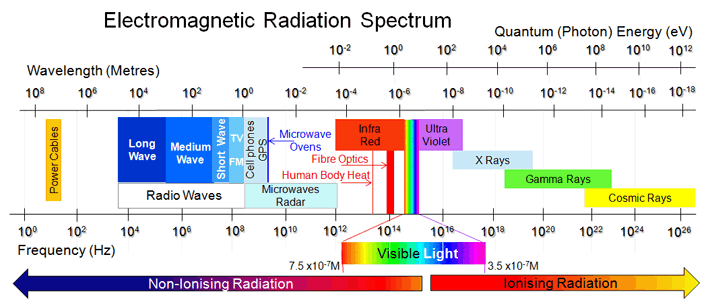 Electromagnetic Radiation Spectrum
Quantum (Photon) Energy (eV)
10⁻² 10⁰ 10² 10⁴ 10⁶ 10⁸ 10¹⁰ 10¹²
Wavelength (Metres)
10⁸ 10⁶ 10⁴ 10² 10⁰ 10⁻² 10⁻⁴ 10⁻⁶ 10⁻⁸ 10⁻¹⁰ 10⁻¹² 10⁻¹⁴ 10⁻¹⁶ 10⁻¹⁸
Power Cables
Long
Wave
Medium
Wave
Short Wave
TV
FM
Cell phones
GPS
Microwave
Ovens
Infra
Red
Ultra
Violet
Fibre Optics
Human Body Heat
X Rays
Gamma Rays
Cosmic Rays
Radio Waves
Microwaves
Radar
10⁰ 10² 10⁴ 10⁶ 10⁸ 10¹⁰ 10¹² 10¹⁴ 10¹⁶ 10¹⁸ 10²⁰ 10²² 10²⁴ 10²⁶
Frequency (Hz)
Visible Light
7.5 x10⁻⁷M
3.5 x10⁻⁷M
Non-Ionising Radiation
Ionising Radiation